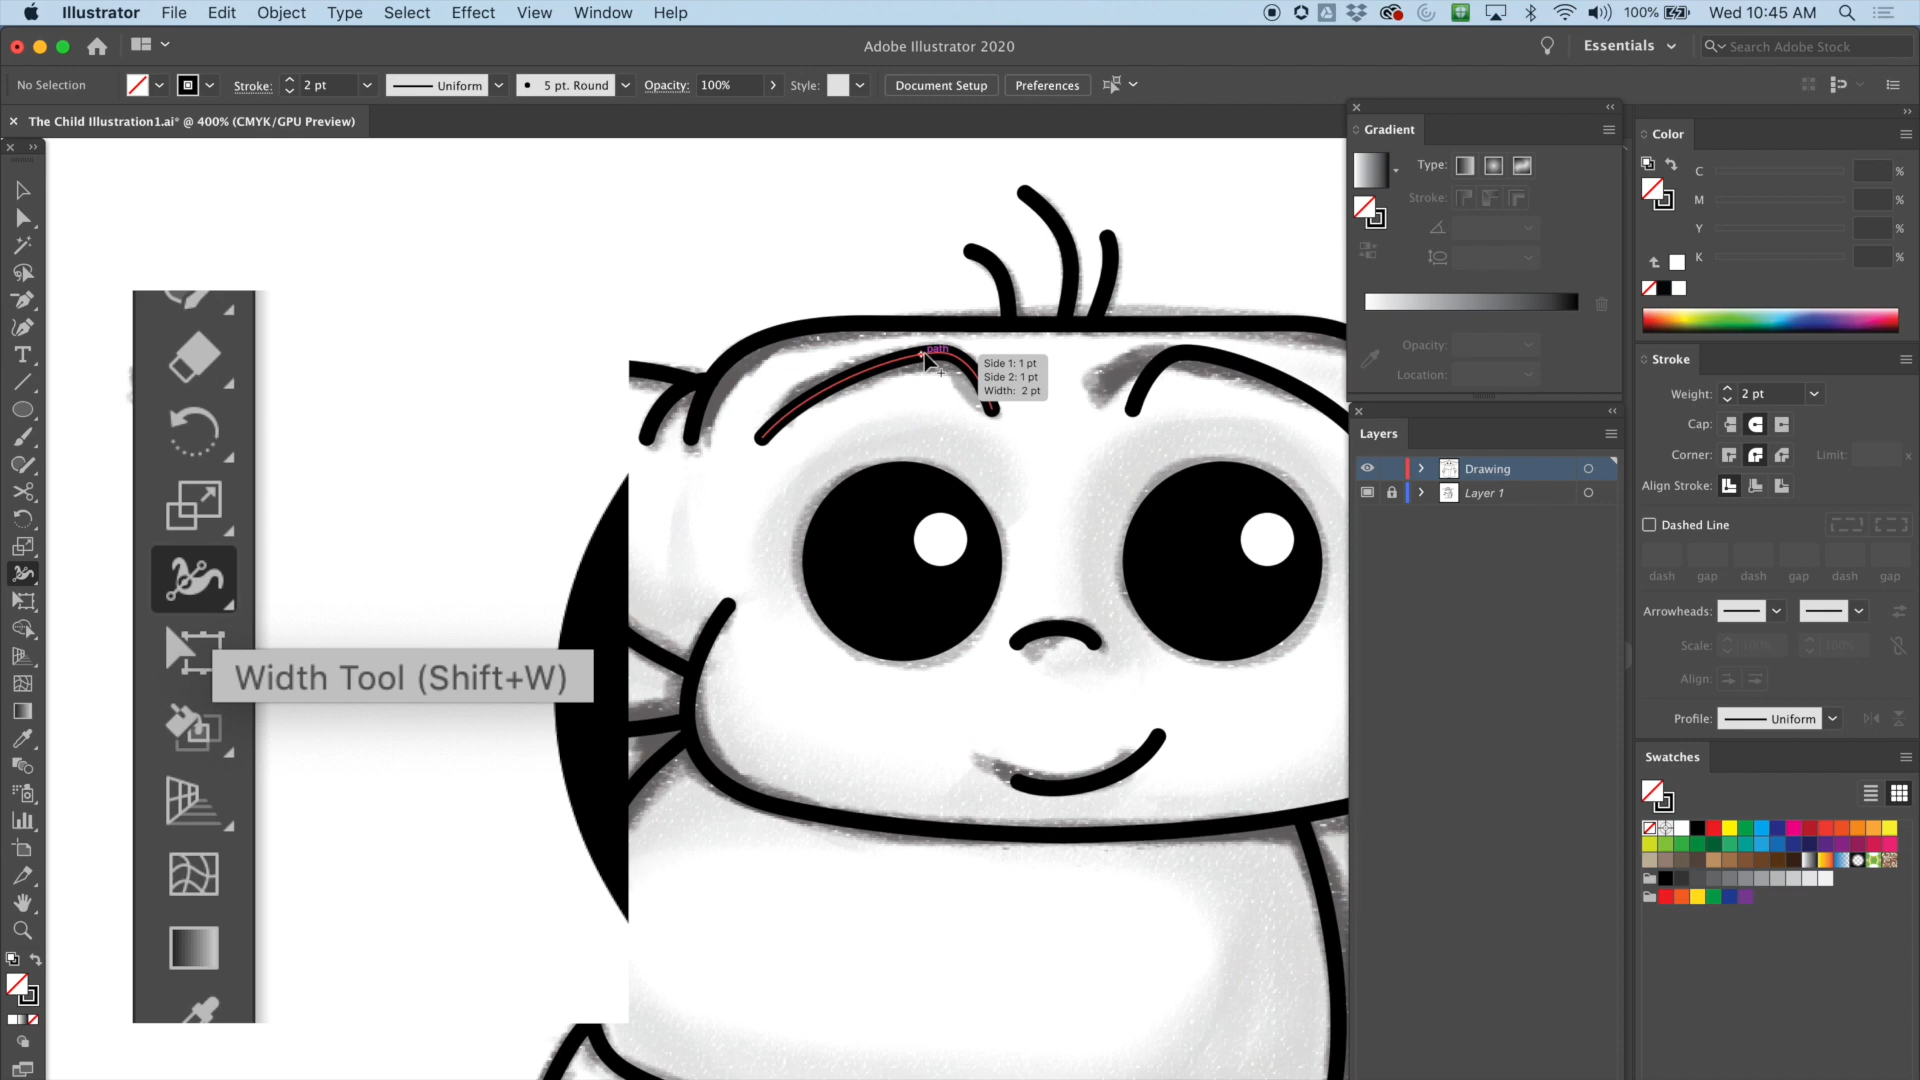 Illustrator File Edit Object Type Select Effect View Window Help 100% Wed 10:45 AM
Adobe Illustrator 2020 Essentials Search Adobe Stock
No Selection Stroke: 2 pt Uniform 5 pt. Round Opacity: 100% Style: Document Setup Preferences
The Child Illustration1.ai* @ 400% (CMYK/GPU Preview)
path
Side 1: 1 pt
Side 2: 1 pt
Width: 2 pt
Width Tool (Shift+W)
Gradient
Type:
Stroke:
Opacity:
Location:
Layers
Drawing
Layer 1
Color
C %
M %
Y %
K %
Stroke
Weight: 2 pt
Cap:
Corner: Limit: x
Align Stroke:
Dashed Line
dash gap dash gap dash gap
Arrowheads:
Scale: 100% 100%
Align:
Profile: Uniform
Swatches